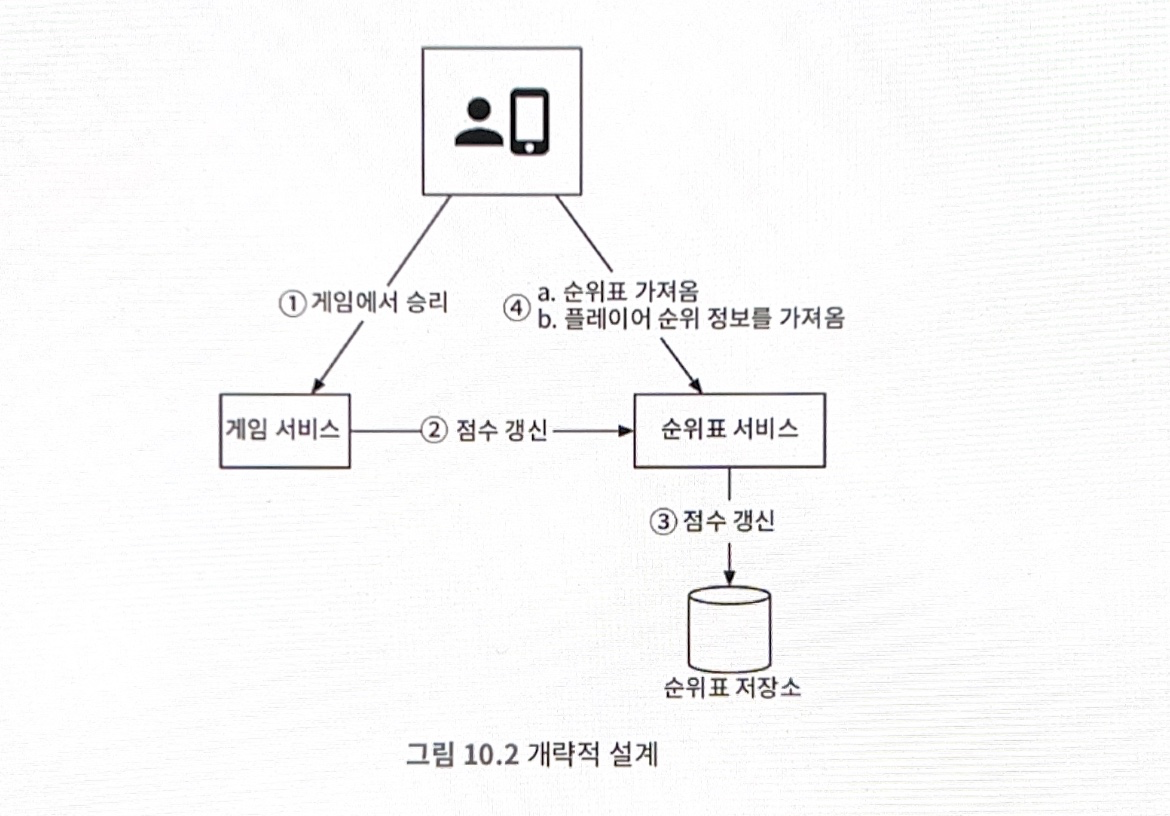 ① 게임에서 승리
④ a. 순위표 가져옴
b. 플레이어 순위 정보를 가져옴
게임 서비스
② 점수 갱신
순위표 서비스
③ 점수 갱신
순위표 저장소
그림 10.2 개략적 설계